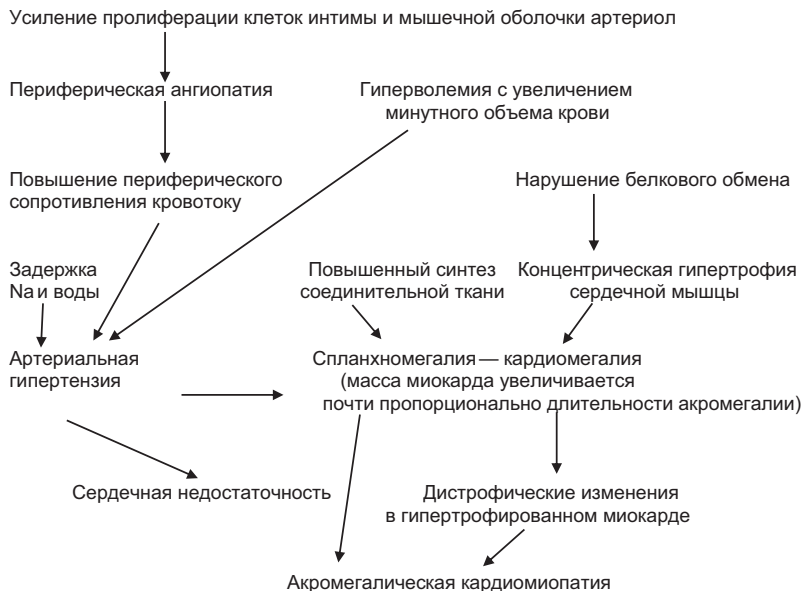 Усиление пролиферации клеток интимы и мышечной оболочки артериол
Периферическая ангиопатия
Гиперволемия с увеличением
минутного объема крови
Повышение периферического
сопротивления кровотоку
Нарушение белкового обмена
Задержка
Na и воды
Повышенный синтез
соединительной ткани
Концентрическая гипертрофия
сердечной мышцы
Артериальная
гипертензия
Спланхномегалия — кардиомегалия
(масса миокарда увеличивается
почти пропорционально длительности акромегалии)
Сердечная недостаточность
Дистрофические изменения
в гипертрофированном миокарде
Акромегалическая кардиомиопатия